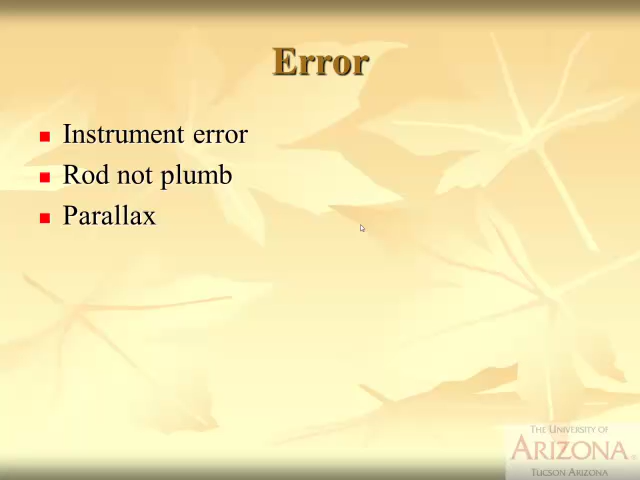 Error
Instrument error
Rod not plumb
Parallax
THE UNIVERSITY OF
ARIZONA®
TUCSON ARIZONA